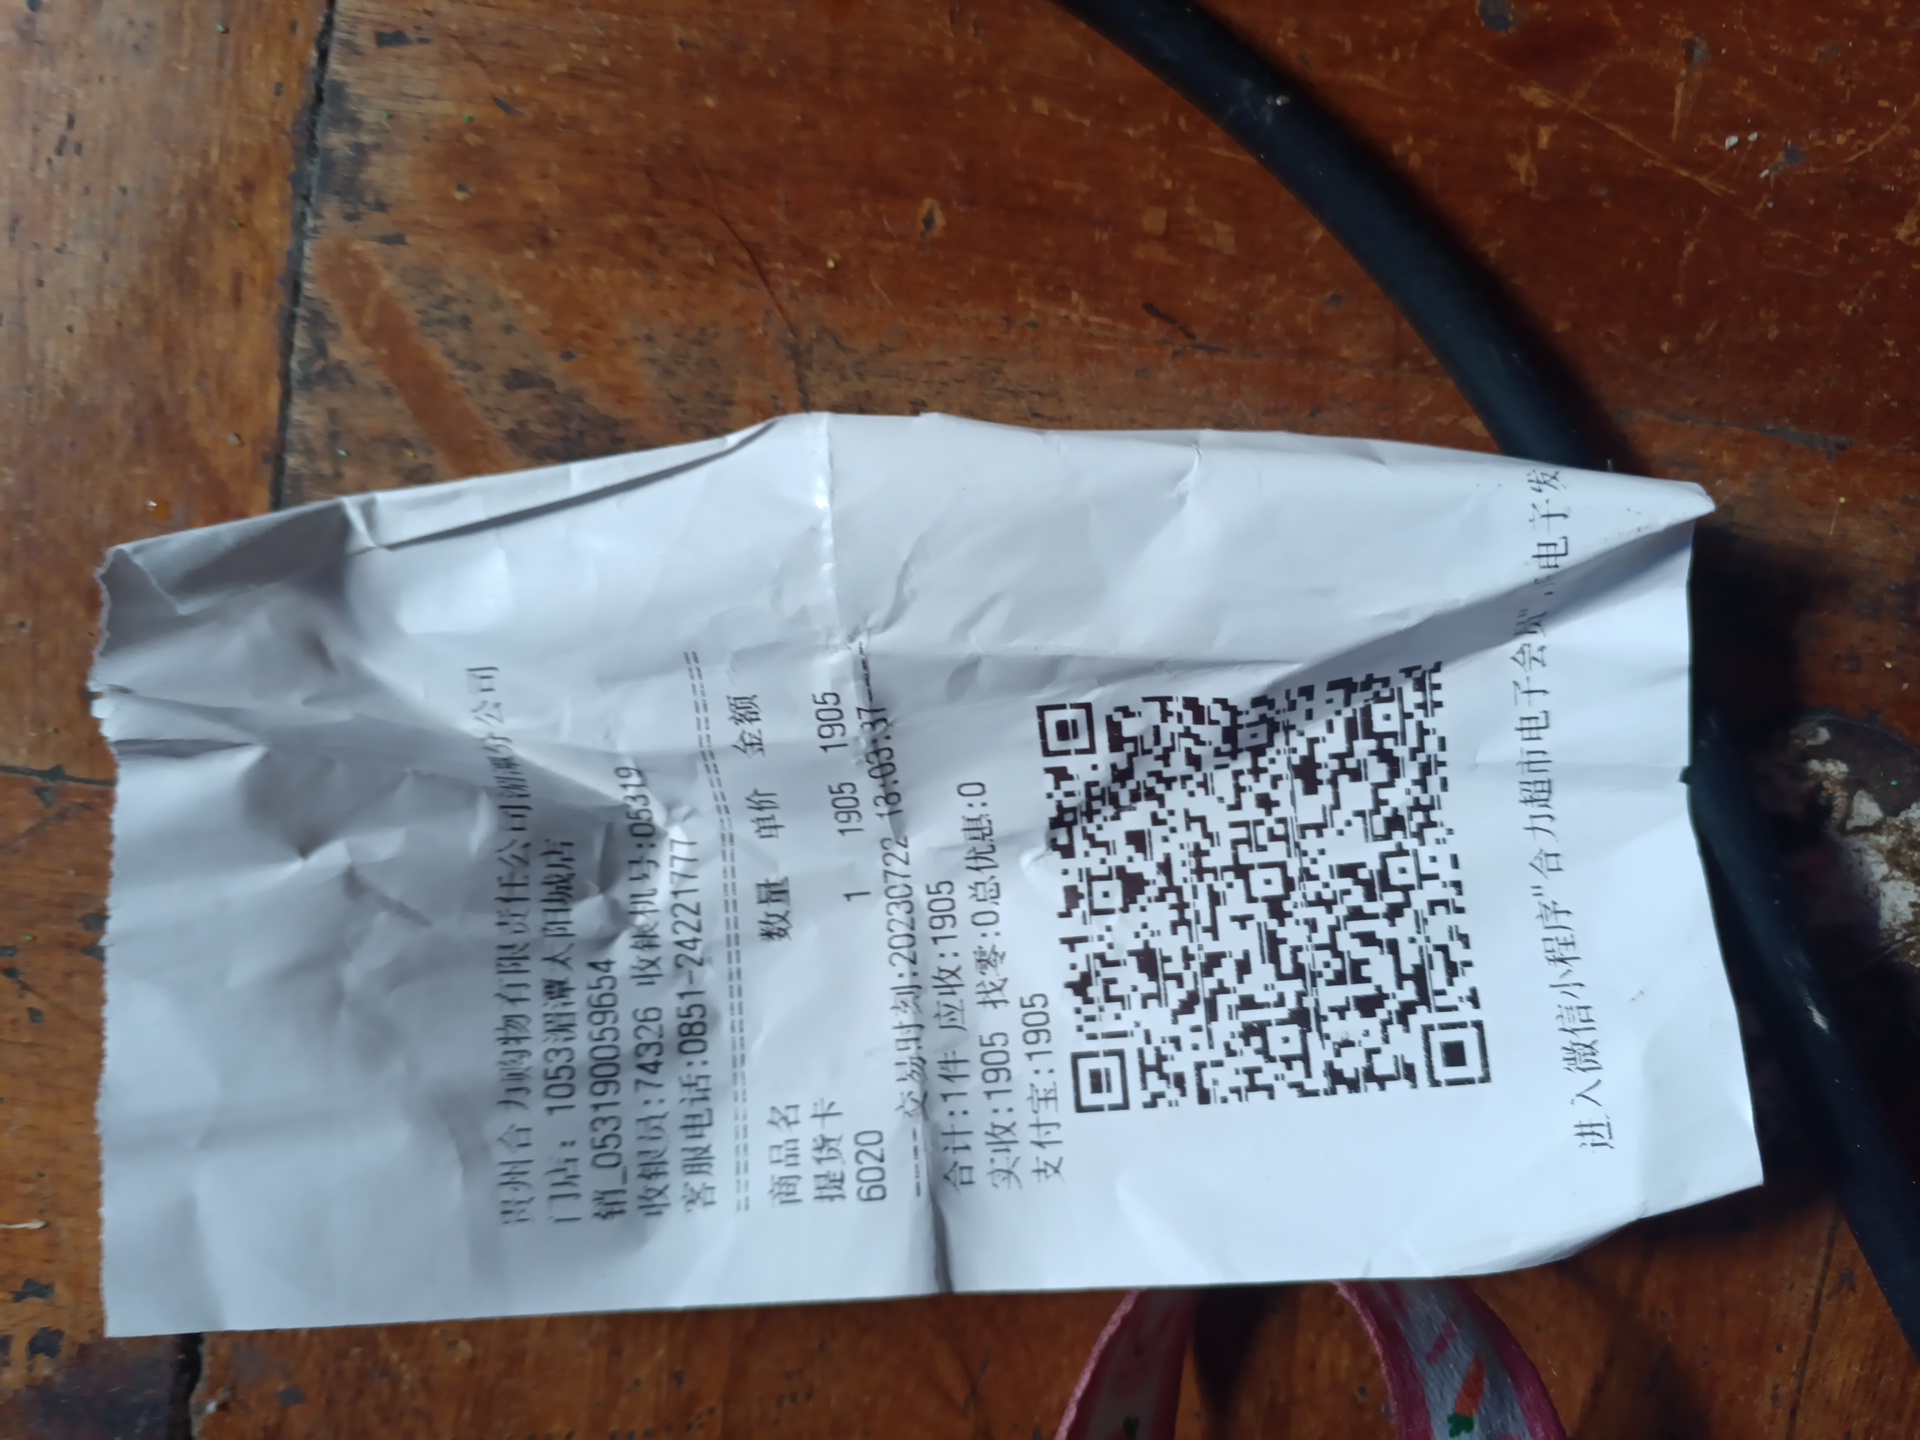 贵州合力购物有限责任公司湄潭分公司
门店：1053湄潭太阳城店
销_0531900596654
收银员:74326 收银机号:05319
客服电话:0851-24221777
商品名 数量 单价 金额
提货卡
6020 1 1905 1905
交易时刻:20230722 13:03:37
合计:1件 应收:1905
实收:1905 找零:0总优惠:0
支付宝:1905
进入微信小程序"合力超市电子会员",电子发